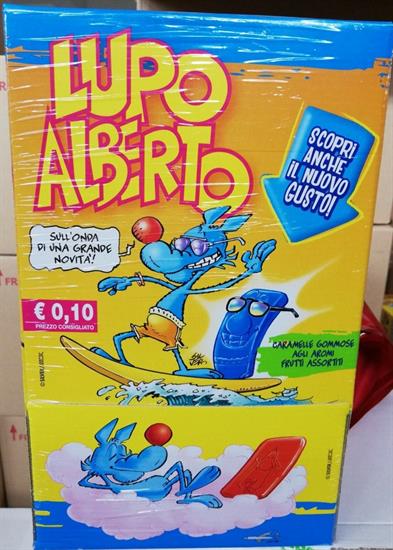 LUPO
ALBERTO
SCOPRI
ANCHE
IL NUOVO
GUSTO!
SULL'ONDA
DI UNA GRANDE
NOVITÀ!
€ 0,10
PREZZO CONSIGLIATO
CARAMELLE GOMMOSE
AGLI AROMI
FRUTTI ASSORTITI